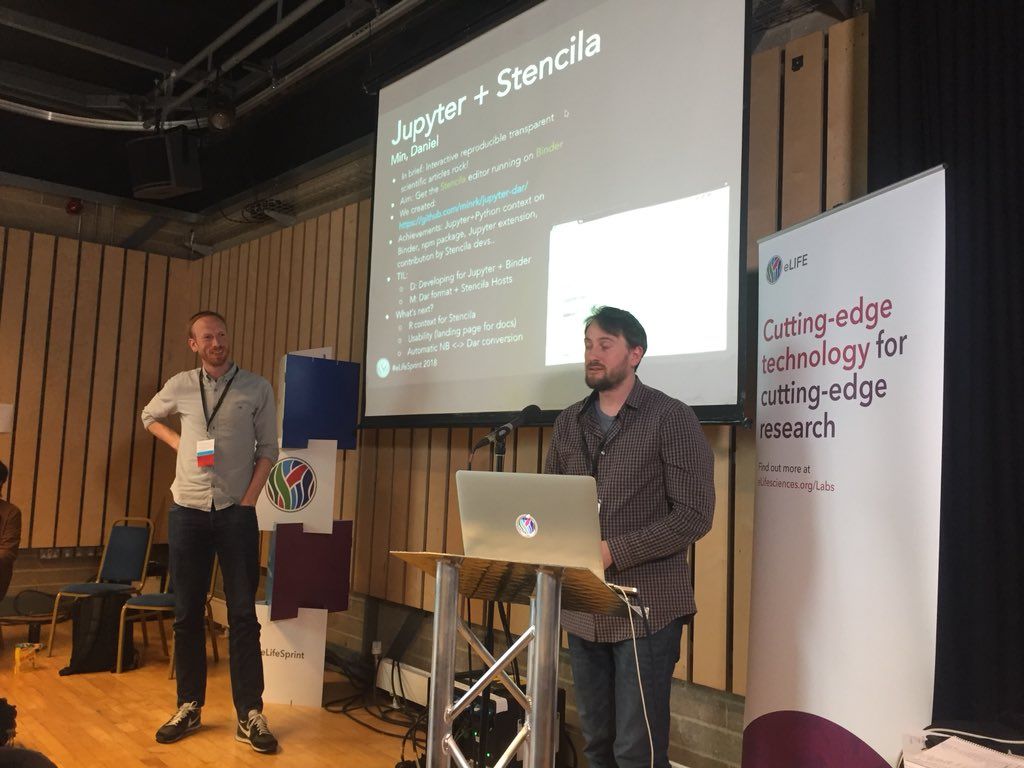 Jupyter + Stencila
Min, Daniel
In brief: Interactive reproducible transparent
scientific articles rock!
Aim: Get the Stencila editor running on Binder
We created:
https://github.com/minrk/jupyter-dar/
Achievements: Jupyter+Python context on
Binder, npm package, Jupyter extension,
contribution by Stencila devs..
TIL:
D: Developing for Jupyter + Binder
M: Dar format + Stencila Hosts
What's next?
R context for Stencila
Usability (landing page for docs)
Automatic NB <-> Dar conversion
#eLifeSprint 2018
eLIFE
Cutting-edge
technology for
cutting-edge
research
Find out more at
elifesciences.org/Labs
eLifeSprint